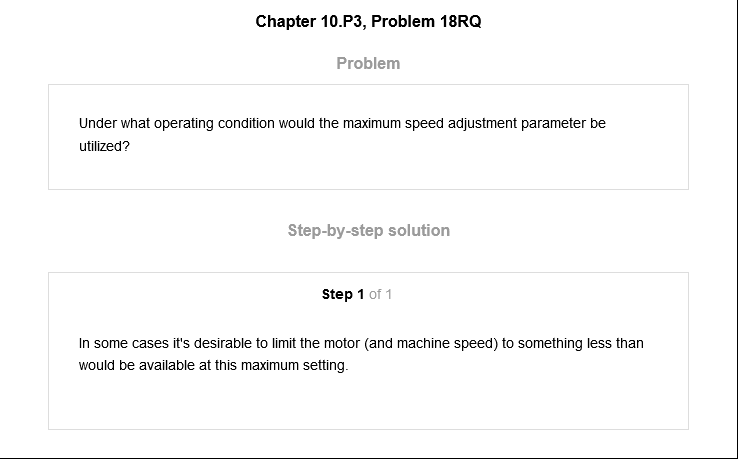 Chapter 10.P3, Problem 18RQ
Problem
Under what operating condition would the maximum speed adjustment parameter be
utilized?
Step-by-step solution
Step 1 of 1
In some cases it's desirable to limit the motor (and machine speed) to something less than
would be available at this maximum setting.